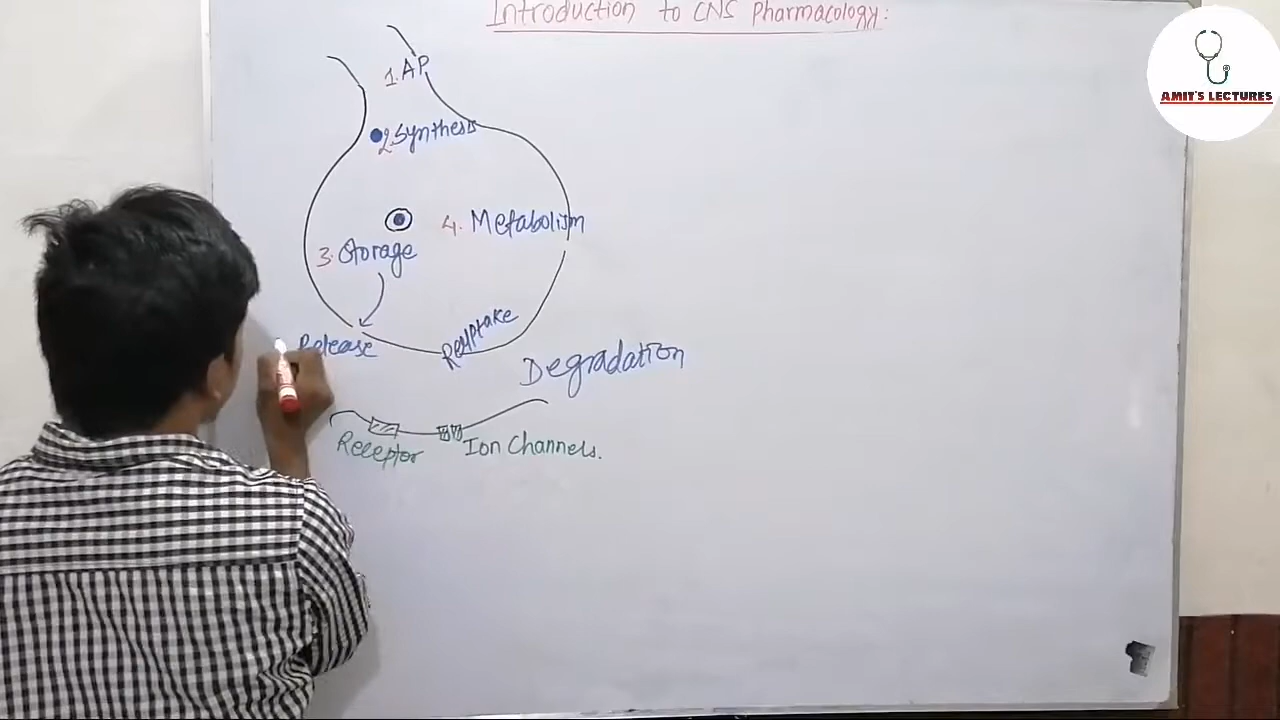 Introduction to CNS Pharmacology:
AMIT'S LECTURES
1. AP
2. Synthesis
4. Metabolism
3. Storage
Reuptake
Release
Degradation
Receptor
Ion Channels.